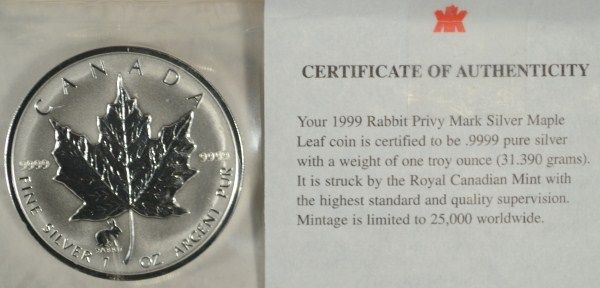 CANADA
9999 9999
FINE SILVER 1 OZ ARGENT PUR
CERTIFICATE OF AUTHENTICITY
Your 1999 Rabbit Privy Mark Silver Maple
Leaf coin is certified to be .9999 pure silver
with a weight of one troy ounce (31.390 grams).
It is struck by the Royal Canadian Mint with
the highest standard and quality supervision.
Mintage is limited to 25,000 worldwide.